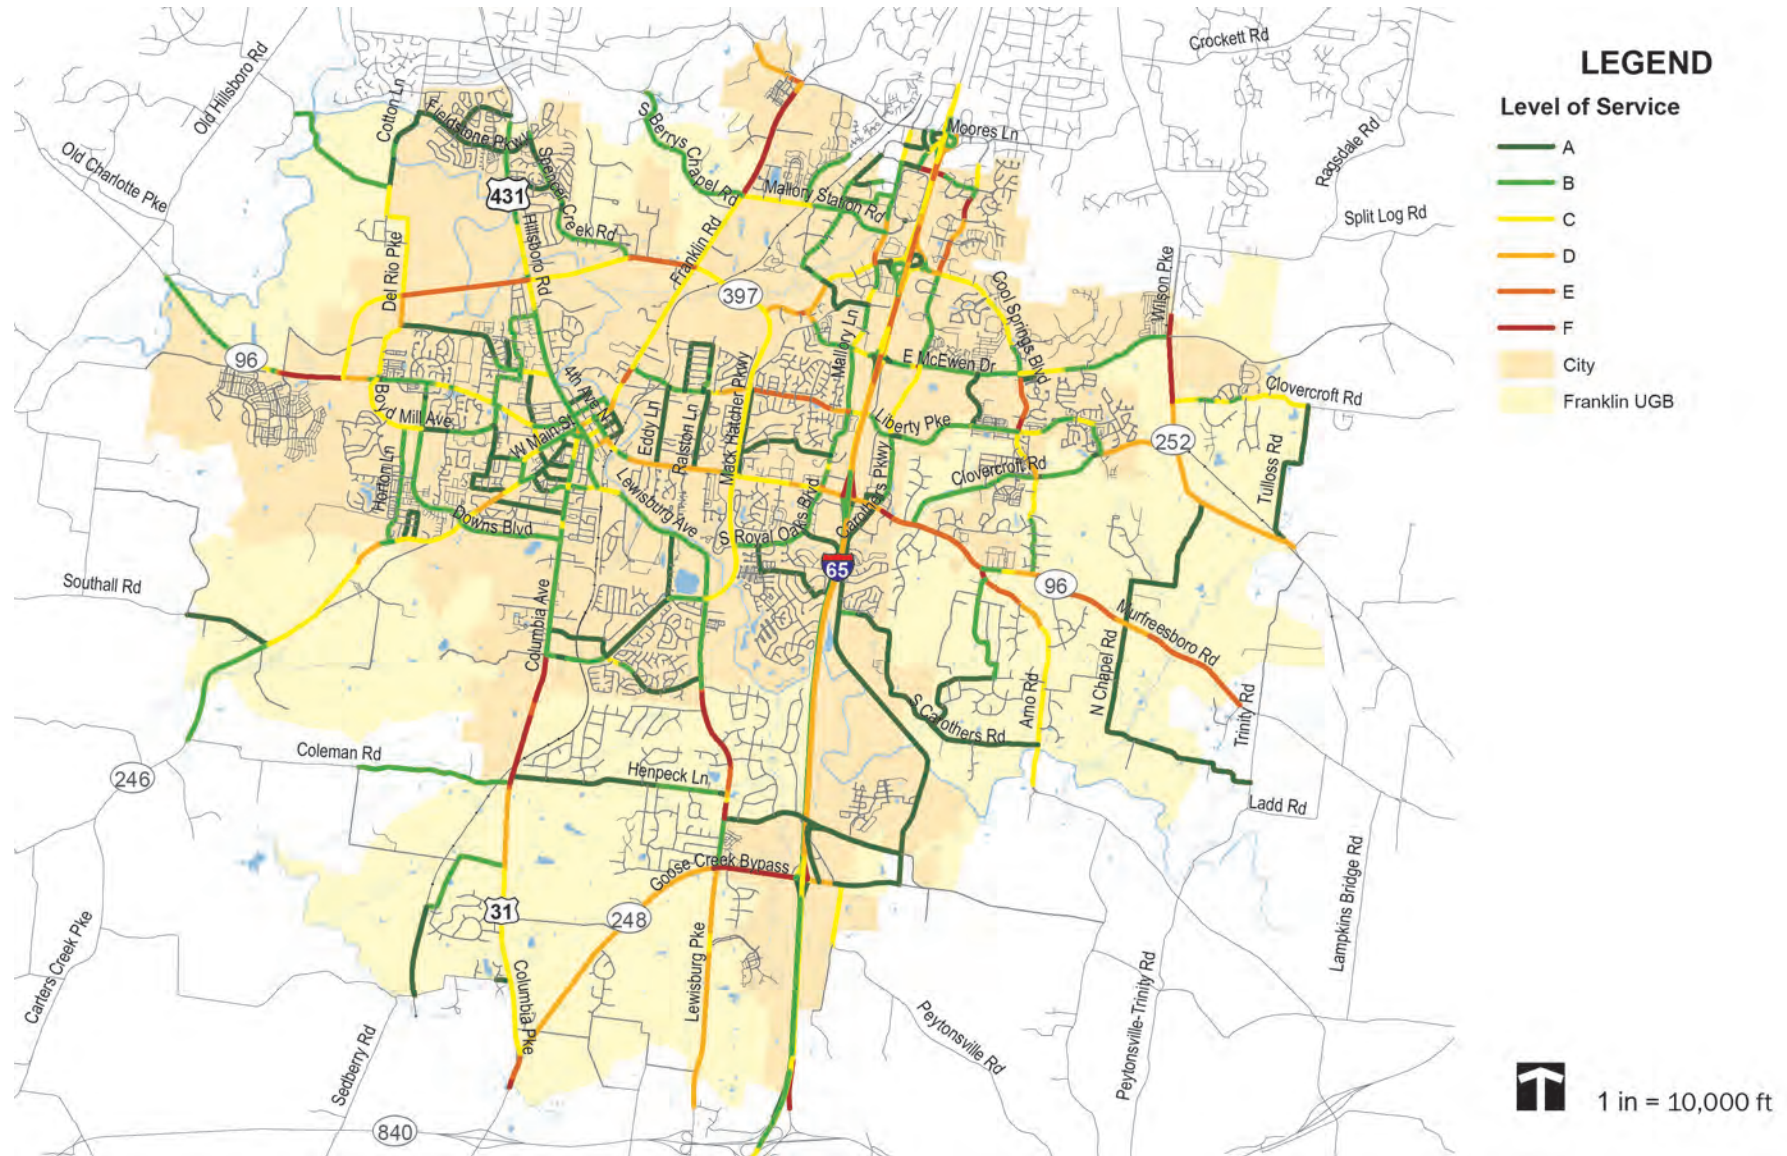 Crockett Rd
Old Hillsboro Rd
Cotton Ln
Fieldstone Pkwy
S Berrys Chapel Rd
Moores Ln
Ragsdale Rd
Old Charlotte Pke
431
Spencer Creek Rd
Mallory Station Rd
Split Log Rd
Hillsboro Rd
Franklin Rd
Del Rio Pke
397
Cool Springs Blvd
Wilson Pke
96
Mallory Ln
E McEwen Dr
Clovercroft Rd
Boyd Mill Ave
4th Ave N
W Main St
Eddy Ln
Ralston Ln
Mack Hatcher Pkwy
Liberty Pke
252
Horton Ln
Lewisburg Ave
Clovercroft Rd
Tulloss Rd
Downs Blvd
S Royal Oaks Blvd
Carothers Pkwy
65
96
Southall Rd
Columbia Ave
Murfreesboro Rd
N Chapel Rd
Arno Rd
S Carothers Rd
Trinity Rd
246
Coleman Rd
Henpeck Ln
Ladd Rd
Goose Creek Bypass
31
248
Lampkins Bridge Rd
Carters Creek Pke
Columbia Pke
Lewisburg Pke
Peytonsville Rd
Peytonsville-Trinity Rd
Sedberry Rd
840
LEGEND
Level of Service
A
B
C
D
E
F
City
Franklin UGB
1 in = 10,000 ft